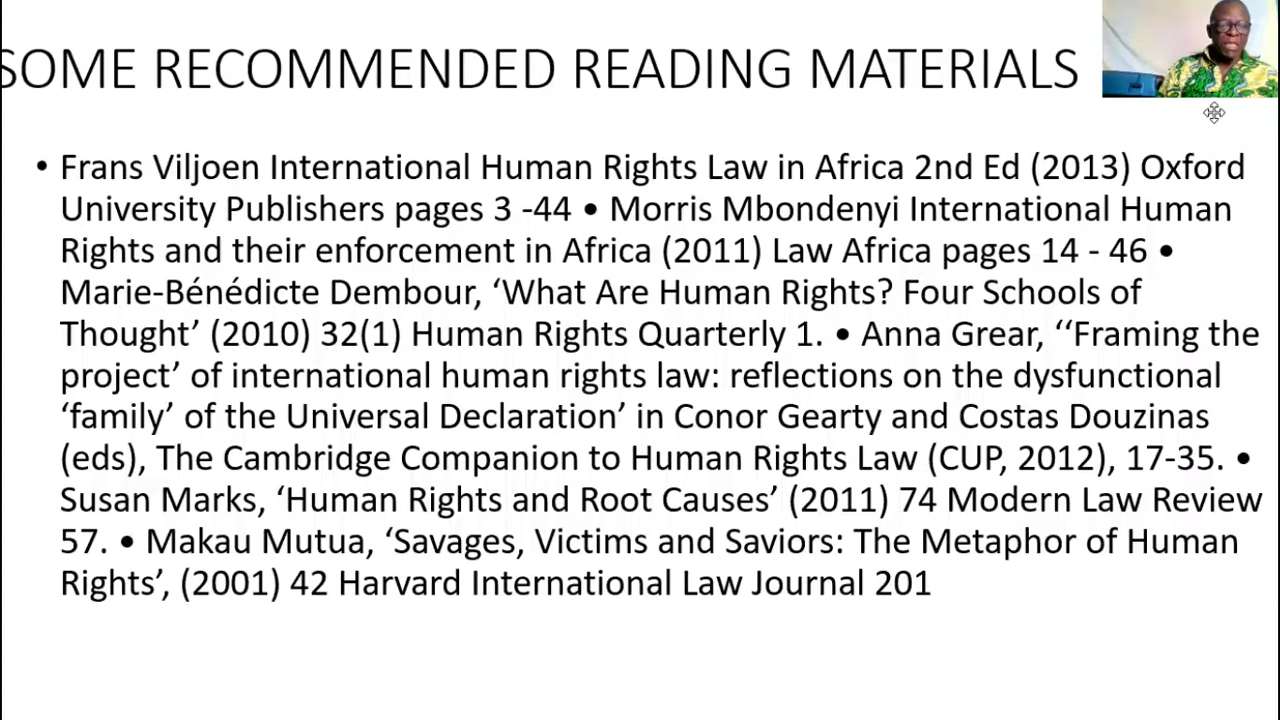 SOME RECOMMENDED READING MATERIALS
• Frans Viljoen International Human Rights Law in Africa 2nd Ed (2013) Oxford
University Publishers pages 3 -44 • Morris Mbondenyi International Human
Rights and their enforcement in Africa (2011) Law Africa pages 14 - 46 •
Marie-Bénédicte Dembour, ‘What Are Human Rights? Four Schools of
Thought’ (2010) 32(1) Human Rights Quarterly 1. • Anna Grear, ‘‘Framing the
project’ of international human rights law: reflections on the dysfunctional
‘family’ of the Universal Declaration’ in Conor Gearty and Costas Douzinas
(eds), The Cambridge Companion to Human Rights Law (CUP, 2012), 17-35. •
Susan Marks, ‘Human Rights and Root Causes’ (2011) 74 Modern Law Review
57. • Makau Mutua, ‘Savages, Victims and Saviors: The Metaphor of Human
Rights’, (2001) 42 Harvard International Law Journal 201